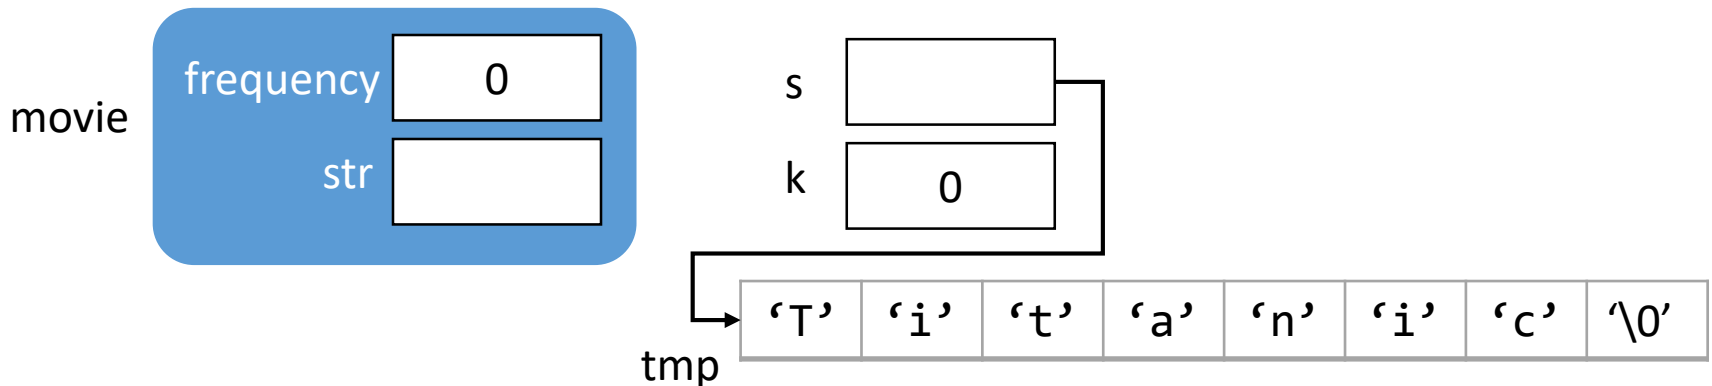 movie
frequency 0
str
s
k 0
‘T’ ‘i’ ‘t’ ‘a’ ‘n’ ‘i’ ‘c’ ‘\0’
tmp